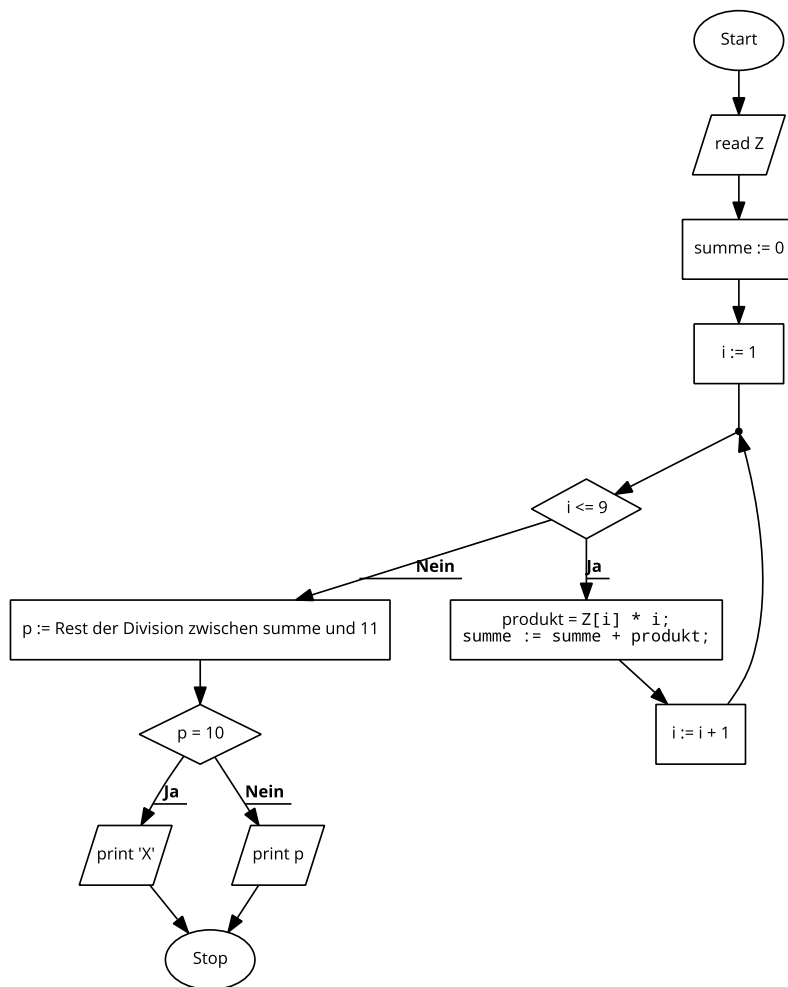 Start
read Z
summe := 0
i := 1
i <= 9
Nein
Ja
p := Rest der Division zwischen summe und 11
produkt = Z[i] * i;
summe := summe + produkt;
p = 10
i := i + 1
Ja
Nein
print 'X'
print p
Stop